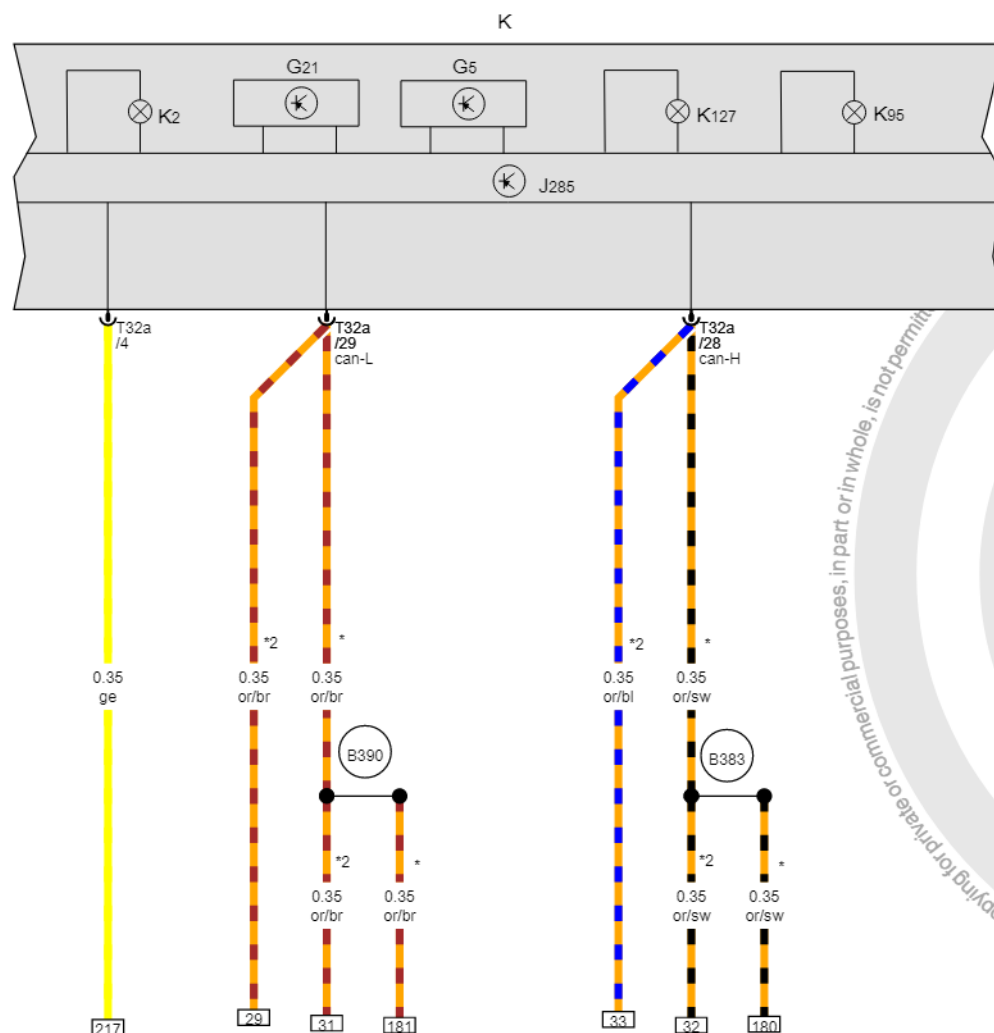 K
G21
G5
K2
K127
K95
J285
T32a
/4
T32a
/29
can-L
T32a
/28
can-H
*2
*
*2
*
0.35
ge
0.35
or/br
0.35
or/br
0.35
or/bl
0.35
or/sw
B390
B383
*2
*
*2
*
0.35
or/br
0.35
or/br
0.35
or/sw
0.35
or/sw
217
29
31
181
33
32
180
opying for private or commercial purposes, in part or in whole, is not permitte